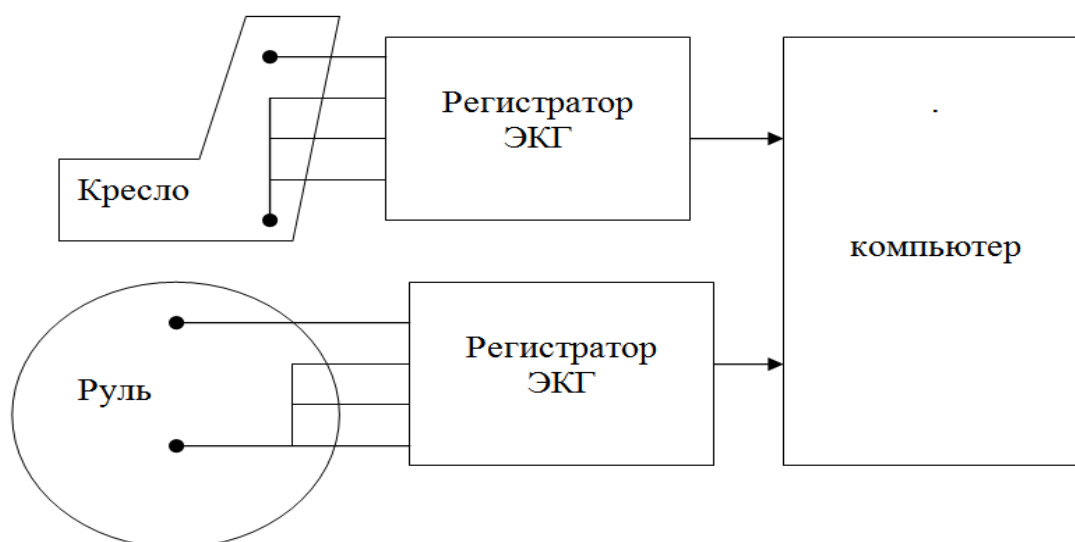 Кресло
Регистратор
ЭКГ
Руль
Регистратор
ЭКГ
компьютер